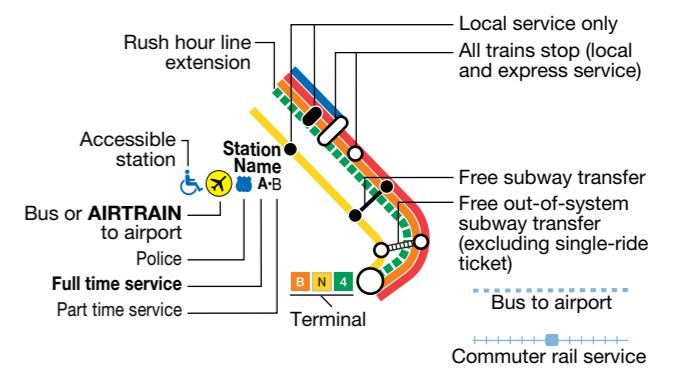 Local service only
All trains stop (local
and express service)
Rush hour line
extension
Accessible
station
Station
Name
A•B
Bus or AIRTRAIN
to airport
Police
Full time service
Part time service
B N 4
Terminal
Free subway transfer
Free out-of-system
subway transfer
(excluding single-ride
ticket)
Bus to airport
Commuter rail service